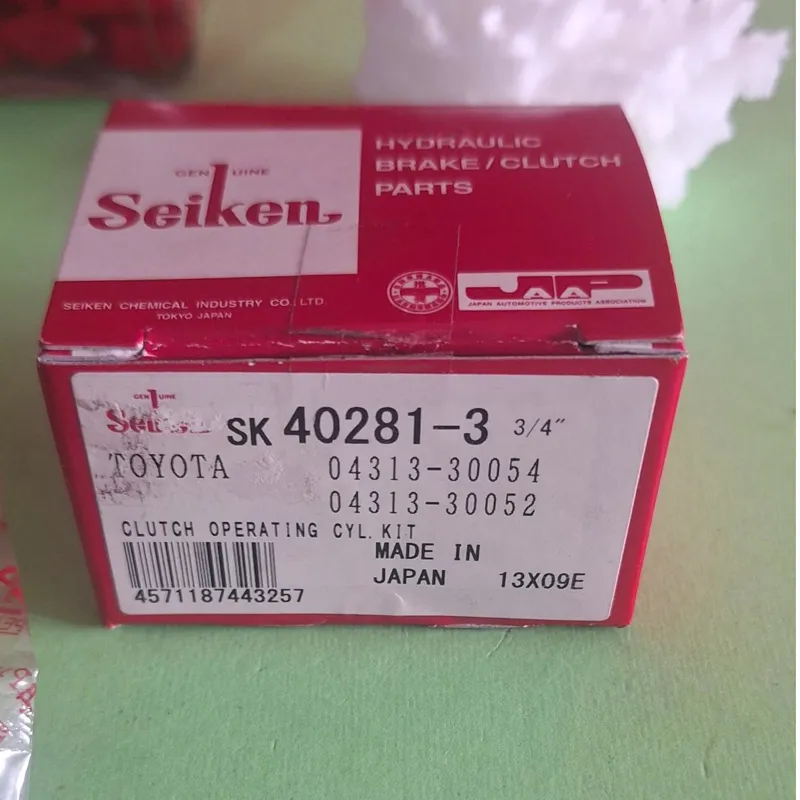 GENUINE
Seiken
HYDRAULIC
BRAKE/CLUTCH
PARTS
SEIKEN CHEMICAL INDUSTRY CO., LTD.
TOKYO JAPAN
JAAP
JAPAN AUTOMOTIVE PRODUCTS ASSOCIATION
GENUINE
Seiken
SK 40281-3 3/4"
TOYOTA 04313-30054
04313-30052
CLUTCH OPERATING CYL. KIT
MADE IN
JAPAN 13X09E
4571187443257